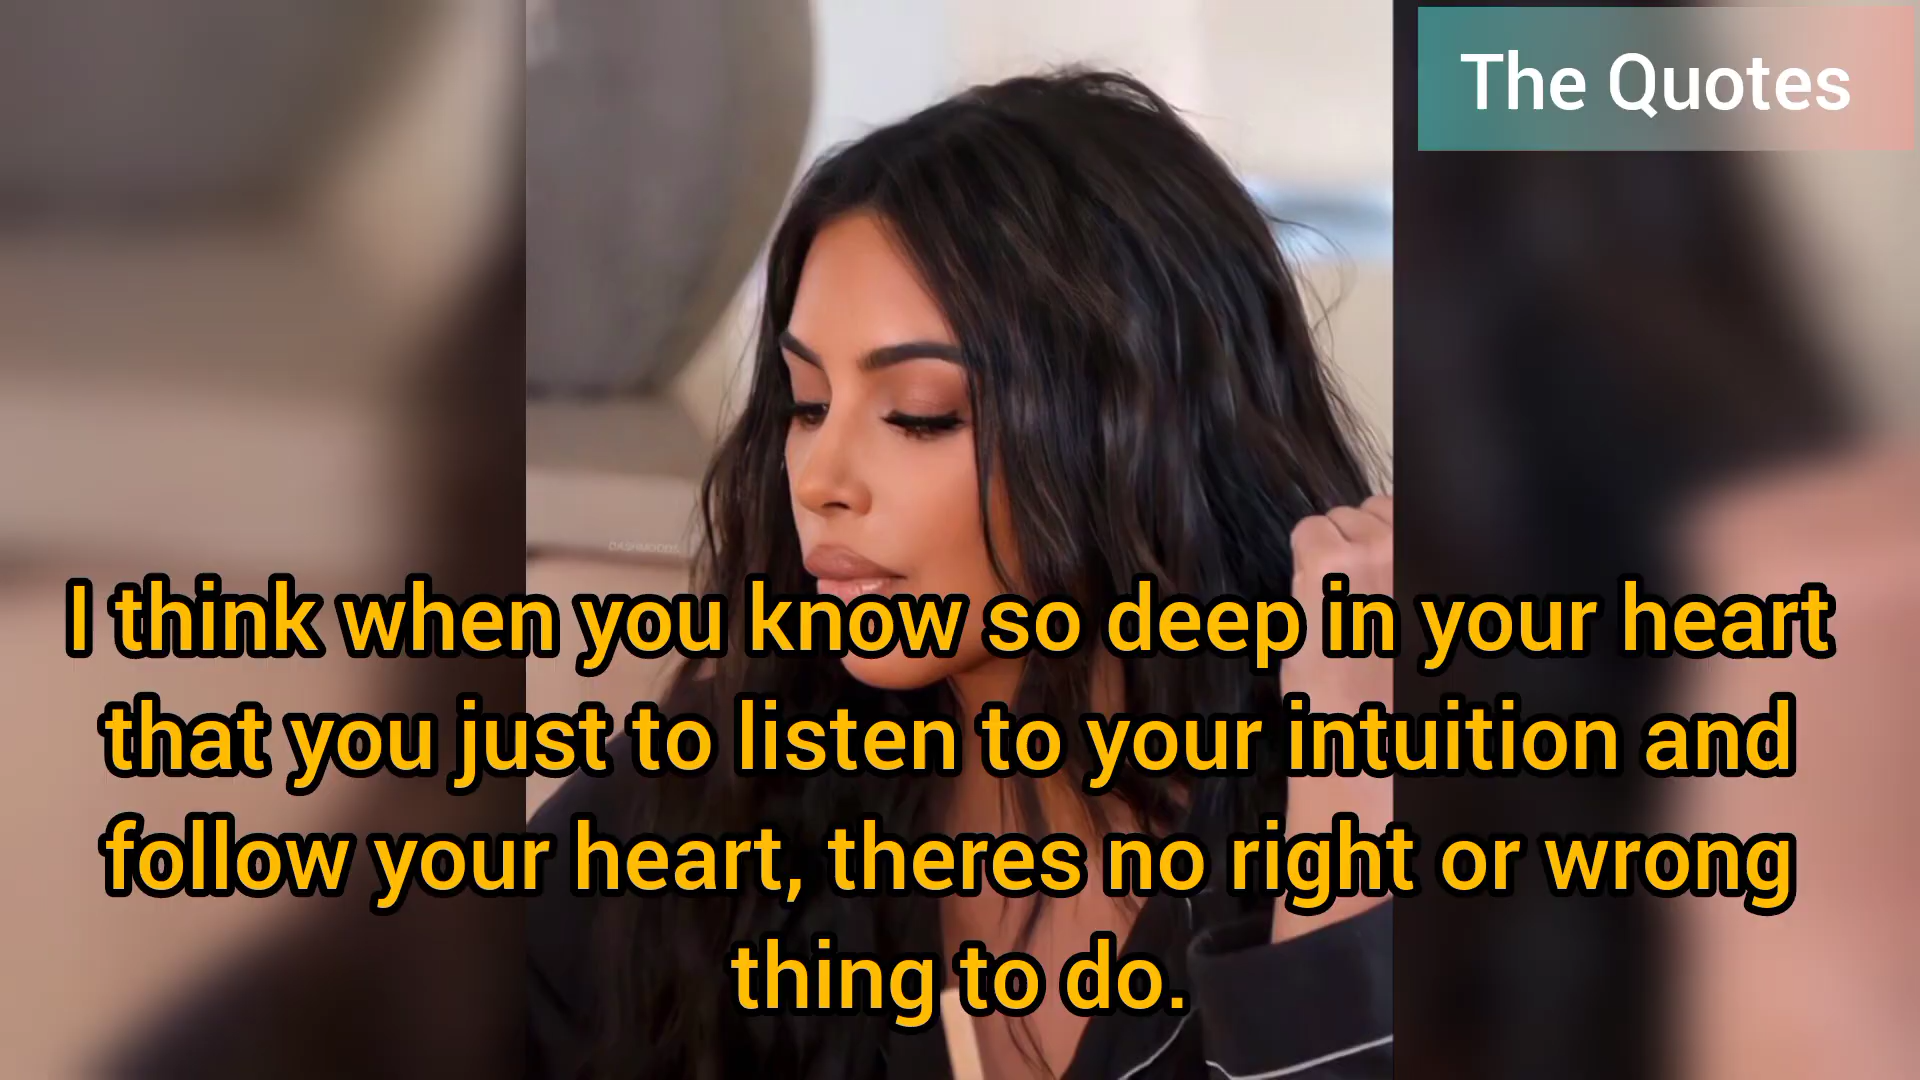 The Quotes
DASHMOODS
I think when you know so deep in your heart
that you just to listen to your intuition and
follow your heart, theres no right or wrong
thing to do.